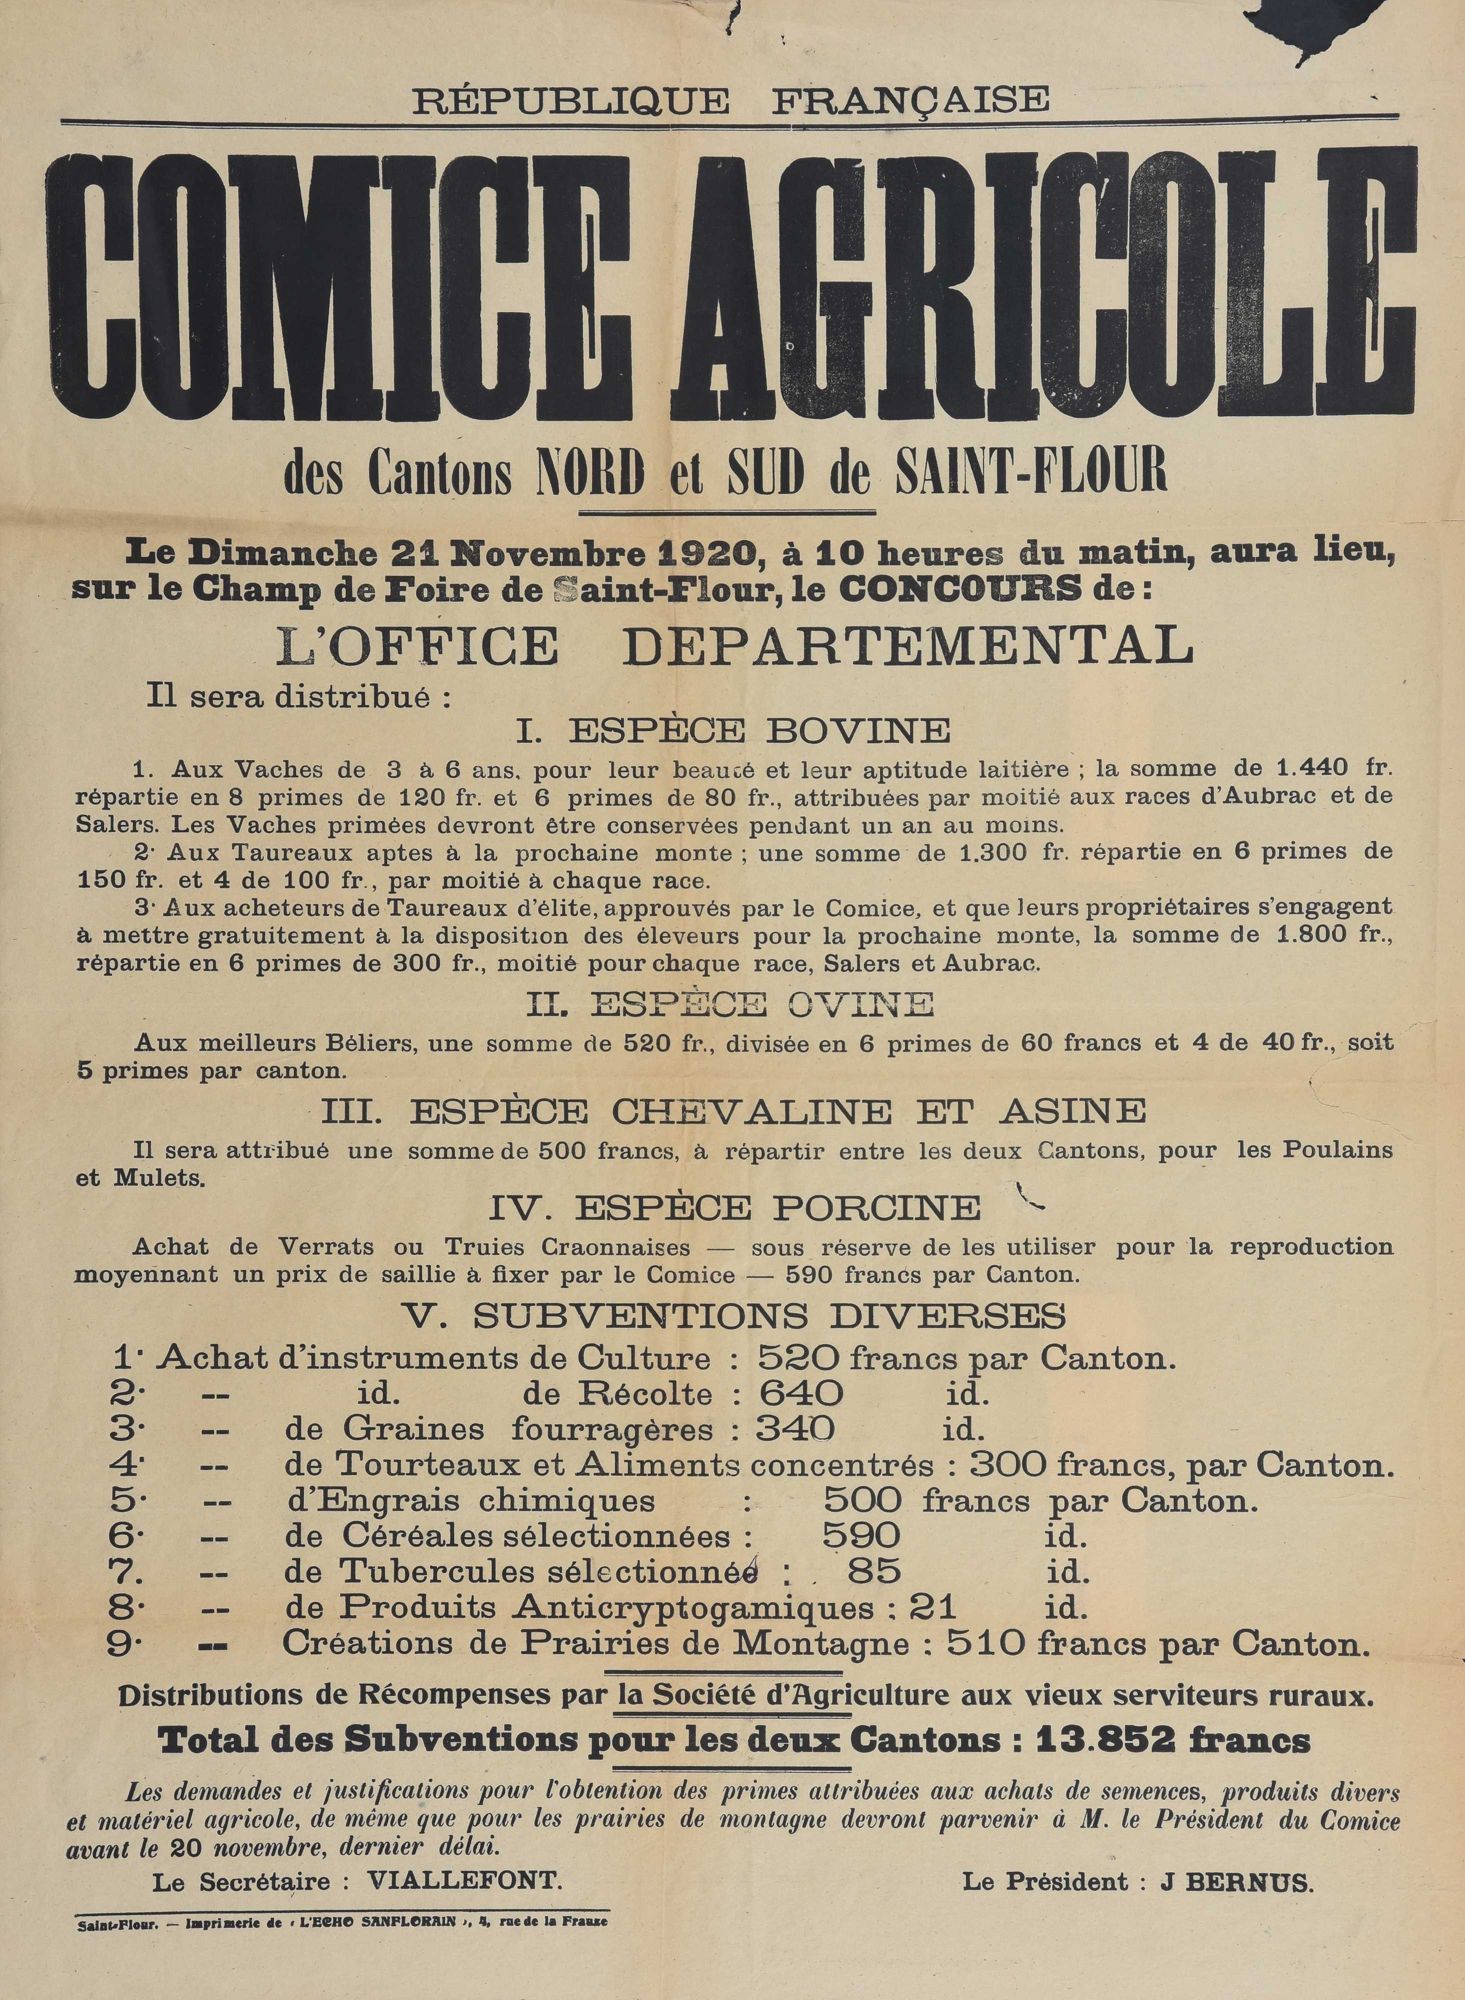 RÉPUBLIQUE FRANÇAISE
COMICE AGRICOLE
des Cantons NORD et SUD de SAINT-FLOUR
Le Dimanche 21 Novembre 1920, à 10 heures du matin, aura lieu,
sur le Champ de Foire de Saint-Flour, le CONCOURS de :
L'OFFICE DEPARTEMENTAL
Il sera distribué :
I. ESPÈCE BOVINE
1. Aux Vaches de 3 à 6 ans, pour leur beauté et leur aptitude laitière ; la somme de 1.440 fr.
répartie en 8 primes de 120 fr. et 6 primes de 80 fr., attribuées par moitié aux races d'Aubrac et de
Salers. Les Vaches primées devront être conservées pendant un an au moins.
2· Aux Taureaux aptes à la prochaine monte ; une somme de 1.300 fr. répartie en 6 primes de
150 fr. et 4 de 100 fr., par moitié à chaque race.
3· Aux acheteurs de Taureaux d'élite, approuvés par le Comice, et que leurs propriétaires s'engagent
à mettre gratuitement à la disposition des éleveurs pour la prochaine monte, la somme de 1.800 fr.,
répartie en 6 primes de 300 fr., moitié pour chaque race, Salers et Aubrac.
II. ESPÈCE OVINE
Aux meilleurs Béliers, une somme de 520 fr., divisée en 6 primes de 60 francs et 4 de 40 fr., soit
5 primes par canton.
III. ESPÈCE CHEVALINE ET ASINE
Il sera attribué une somme de 500 francs, à répartir entre les deux Cantons, pour les Poulains
et Mulets.
IV. ESPÈCE PORCINE
Achat de Verrats ou Truies Craonnaises — sous réserve de les utiliser pour la reproduction
moyennant un prix de saillie à fixer par le Comice — 590 francs par Canton.
V. SUBVENTIONS DIVERSES
1· Achat d'instruments de Culture : 520 francs par Canton.
2· -- id. de Récolte : 640 id.
3· -- de Graines fourragères : 340 id.
4· -- de Tourteaux et Aliments concentrés : 300 francs, par Canton.
5· -- d'Engrais chimiques : 500 francs par Canton.
6· -- de Céréales sélectionnées : 590 id.
7. -- de Tubercules sélectionnéé : 85 id.
8· -- de Produits Anticryptogamiques : 21 id.
9· -- Créations de Prairies de Montagne : 510 francs par Canton.
Distributions de Récompenses par la Société d'Agriculture aux vieux serviteurs ruraux.
Total des Subventions pour les deux Cantons : 13.852 francs
Les demandes et justifications pour l'obtention des primes attribuées aux achats de semences, produits divers
et matériel agricole, de même que pour les prairies de montagne devront parvenir à M. le Président du Comice
avant le 20 novembre, dernier délai.
Le Secrétaire : VIALLEFONT.
Le Président : J BERNUS.
Saint-Flour. — Imprimerie de « L'ECHO SANFLORAIN », 4, rue de la Frauze